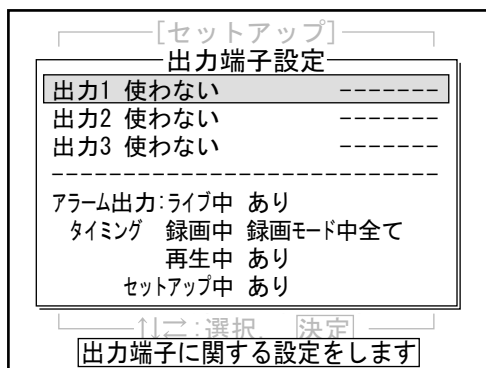 [セットアップ]
出力端子設定
出力1 使わない -------
出力2 使わない -------
出力3 使わない -------
---------------------------
アラーム出力:ライブ中 あり
タイミング 録画中 録画モード中全て
再生中 あり
セットアップ中 あり
↑↓⇄:選択 決定
出力端子に関する設定をします